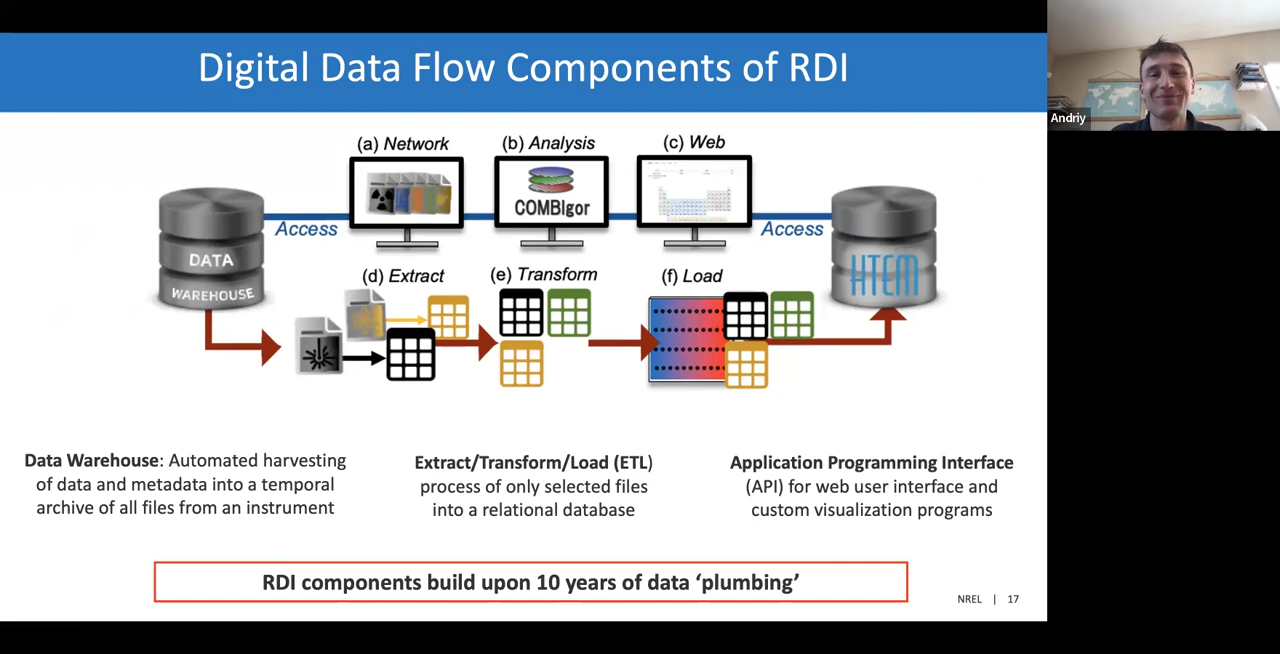 Digital Data Flow Components of RDI
Andriy
(a) Network
(b) Analysis
(c) Web
COMBIgor
Access
Access
DATA
WAREHOUSE
HTEM
(d) Extract
(e) Transform
(f) Load
Data Warehouse: Automated harvesting
of data and metadata into a temporal
archive of all files from an instrument
Extract/Transform/Load (ETL)
process of only selected files
into a relational database
Application Programming Interface
(API) for web user interface and
custom visualization programs
RDI components build upon 10 years of data ‘plumbing’
NREL | 17